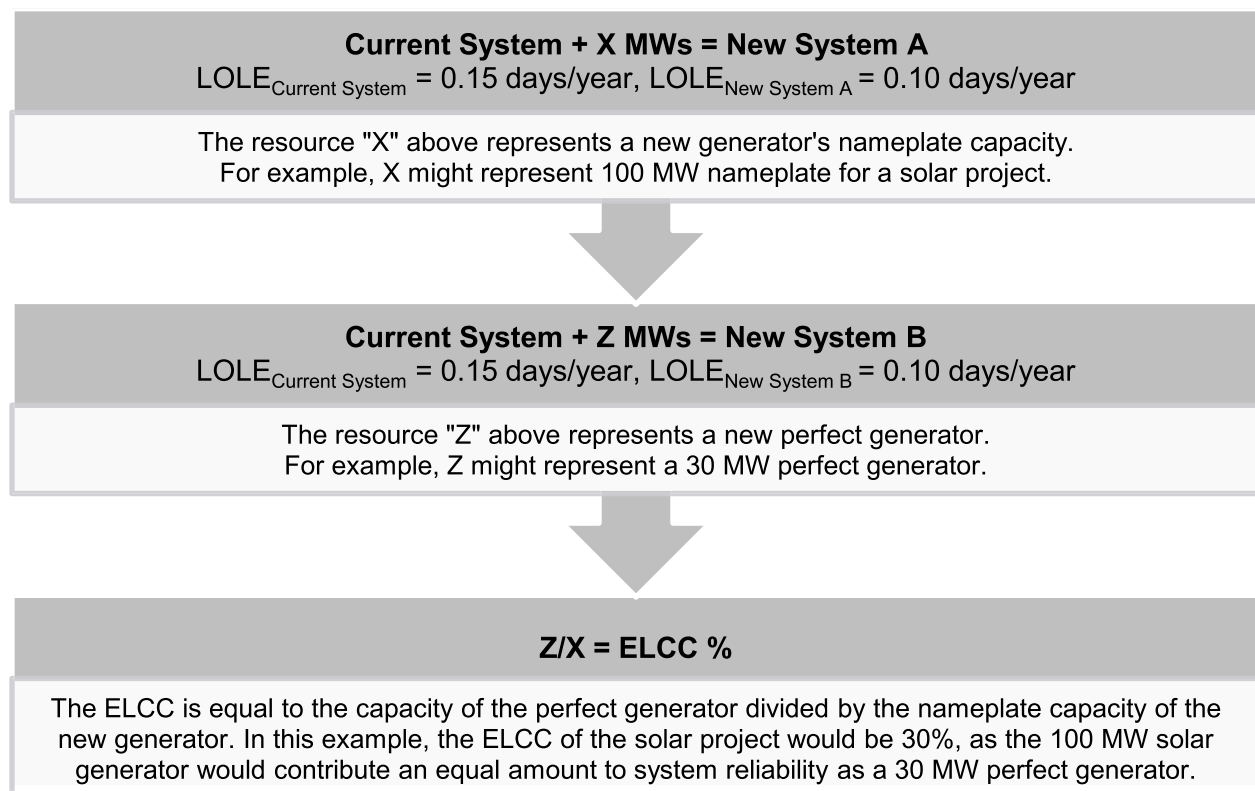 Current System + X MWs = New System A
LOLECurrent System = 0.15 days/year, LOLENew System A = 0.10 days/year
The resource "X" above represents a new generator's nameplate capacity.
For example, X might represent 100 MW nameplate for a solar project.
Current System + Z MWs = New System B
LOLECurrent System = 0.15 days/year, LOLENew System B = 0.10 days/year
The resource "Z" above represents a new perfect generator.
For example, Z might represent a 30 MW perfect generator.
Z/X = ELCC %
The ELCC is equal to the capacity of the perfect generator divided by the nameplate capacity of the
new generator. In this example, the ELCC of the solar project would be 30%, as the 100 MW solar
generator would contribute an equal amount to system reliability as a 30 MW perfect generator.